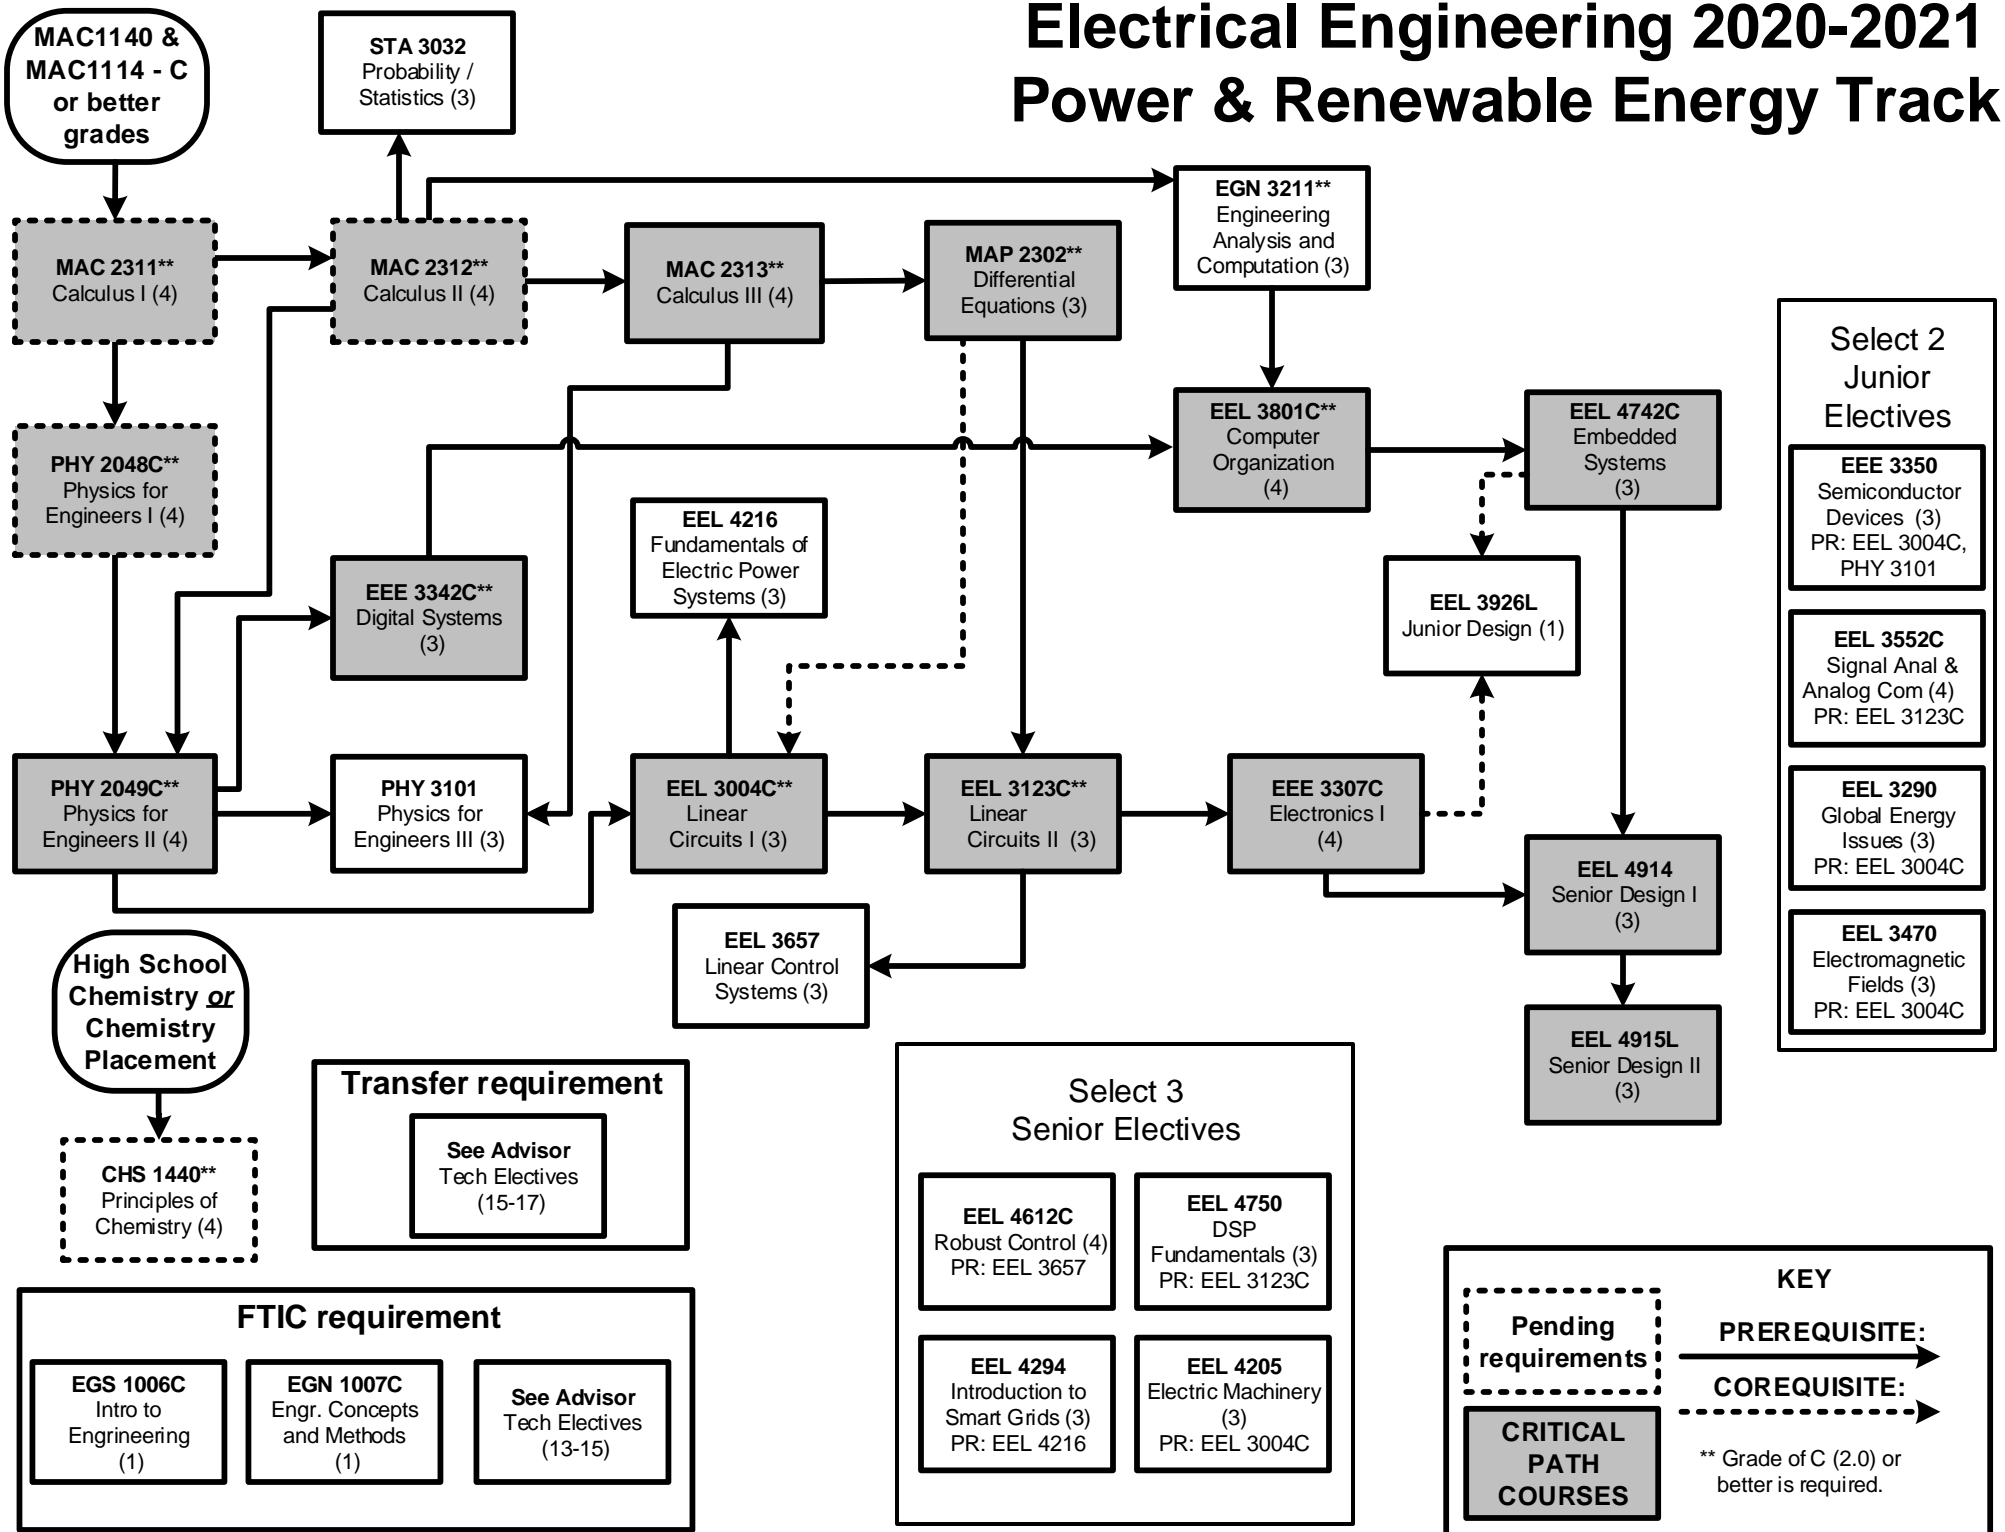 Electrical Engineering 2020-2021
Power & Renewable Energy Track
MAC1140 &
MAC1114 - C
or better
grades
STA 3032
Probability /
Statistics (3)
EGN 3211**
Engineering
Analysis and
Computation (3)
MAC 2311**
Calculus I (4)
MAC 2312**
Calculus II (4)
MAC 2313**
Calculus III (4)
MAP 2302**
Differential
Equations (3)
PHY 2048C**
Physics for
Engineers I (4)
EEL 3801C**
Computer
Organization
(4)
EEL 4742C
Embedded
Systems
(3)
EEL 4216
Fundamentals of
Electric Power
Systems (3)
EEE 3342C**
Digital Systems
(3)
EEL 3926L
Junior Design (1)
PHY 2049C**
Physics for
Engineers II (4)
PHY 3101
Physics for
Engineers III (3)
EEL 3004C**
Linear
Circuits I (3)
EEL 3123C**
Linear
Circuits II (3)
EEE 3307C
Electronics I
(4)
EEL 4914
Senior Design I
(3)
EEL 3657
Linear Control
Systems (3)
EEL 4915L
Senior Design II
(3)
Select 2
Junior
Electives
EEE 3350
Semiconductor
Devices (3)
PR: EEL 3004C,
PHY 3101
EEL 3552C
Signal Anal &
Analog Com (4)
PR: EEL 3123C
EEL 3290
Global Energy
Issues (3)
PR: EEL 3004C
EEL 3470
Electromagnetic
Fields (3)
PR: EEL 3004C
High School
Chemistry or
Chemistry
Placement
CHS 1440**
Principles of
Chemistry (4)
Transfer requirement
See Advisor
Tech Electives
(15-17)
FTIC requirement
EGS 1006C
Intro to
Engrineering
(1)
EGN 1007C
Engr. Concepts
and Methods
(1)
See Advisor
Tech Electives
(13-15)
Select 3
Senior Electives
EEL 4612C
Robust Control (4)
PR: EEL 3657
EEL 4750
DSP
Fundamentals (3)
PR: EEL 3123C
EEL 4294
Introduction to
Smart Grids (3)
PR: EEL 4216
EEL 4205
Electric Machinery
(3)
PR: EEL 3004C
KEY
Pending
requirements
PREREQUISITE:
COREQUISITE:
CRITICAL
PATH
COURSES
** Grade of C (2.0) or
better is required.